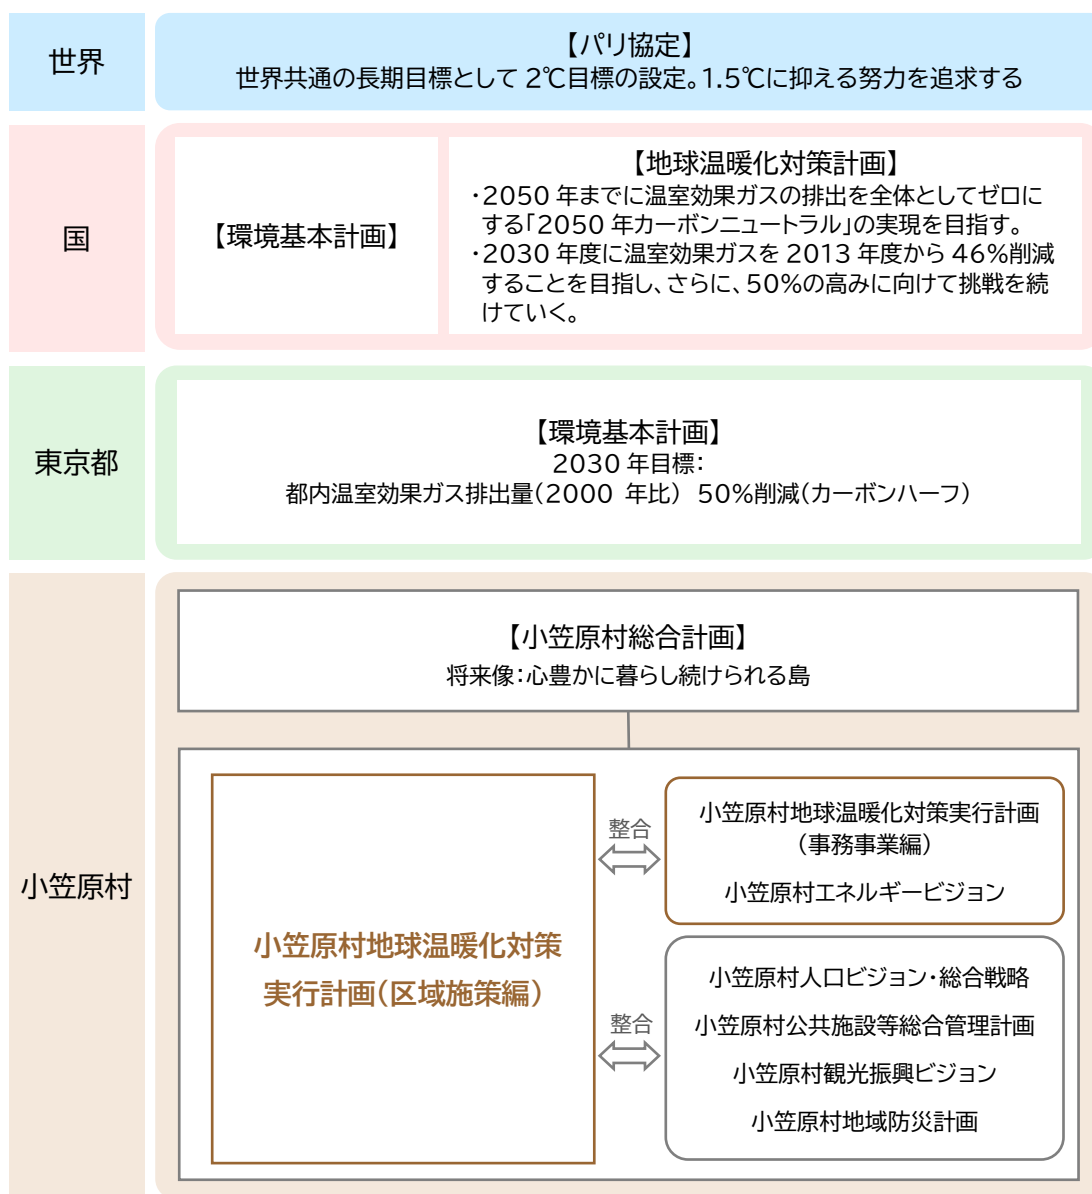 世界
【パリ協定】
世界共通の長期目標として 2℃目標の設定。1.5℃に抑える努力を追求する
国
【環境基本計画】
【地球温暖化対策計画】
・2050 年までに温室効果ガスの排出を全体としてゼロに
する「2050 年カーボンニュートラル」の実現を目指す。
・2030 年度に温室効果ガスを 2013 年度から 46%削減
することを目指し、さらに、50%の高みに向けて挑戦を続
けていく。
東京都
【環境基本計画】
2030 年目標:
都内温室効果ガス排出量(2000 年比) 50%削減(カーボンハーフ)
小笠原村
【小笠原村総合計画】
将来像:心豊かに暮らし続けられる島
小笠原村地球温暖化対策
実行計画(区域施策編)
整合
小笠原村地球温暖化対策実行計画
(事務事業編)
小笠原村エネルギービジョン
整合
小笠原村人口ビジョン・総合戦略
小笠原村公共施設等総合管理計画
小笠原村観光振興ビジョン
小笠原村地域防災計画